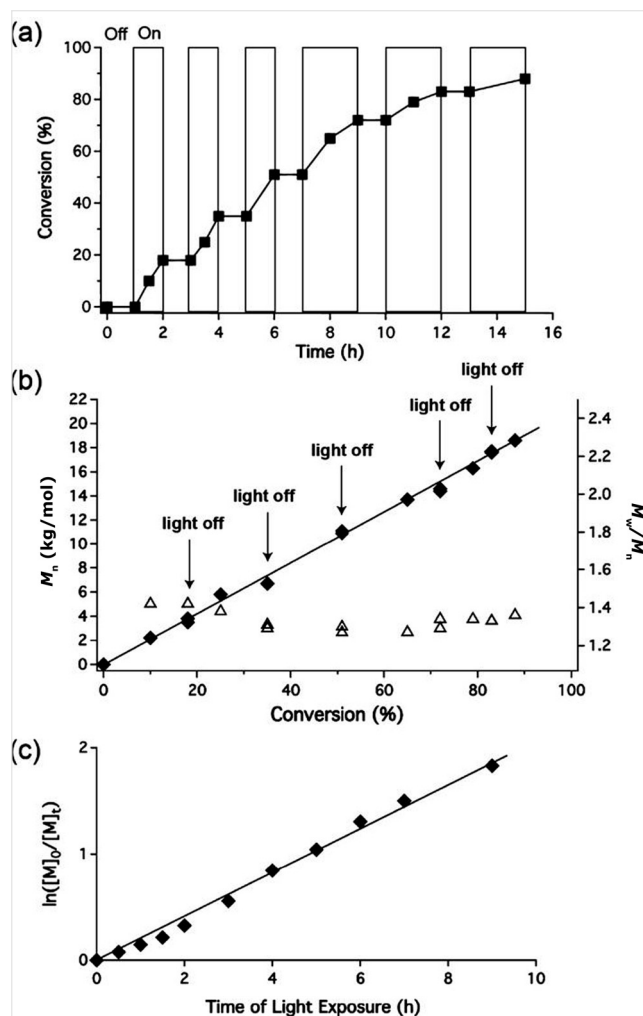 (a)
Off On
100
80
60
40
20
0
Conversion (%)
0 2 4 6 8 10 12 14 16
Time (h)
(b)
light off
light off
light off
light off
light off
22
20
18
16
14
12
10
8
6
4
2
0
Mn (kg/mol)
2.4
2.2
2.0
1.8
1.6
1.4
1.2
Mw/Mn
0 20 40 60 80 100
Conversion (%)
(c)
2
1
0
ln([M]0/[M]t)
0 2 4 6 8 10
Time of Light Exposure (h)